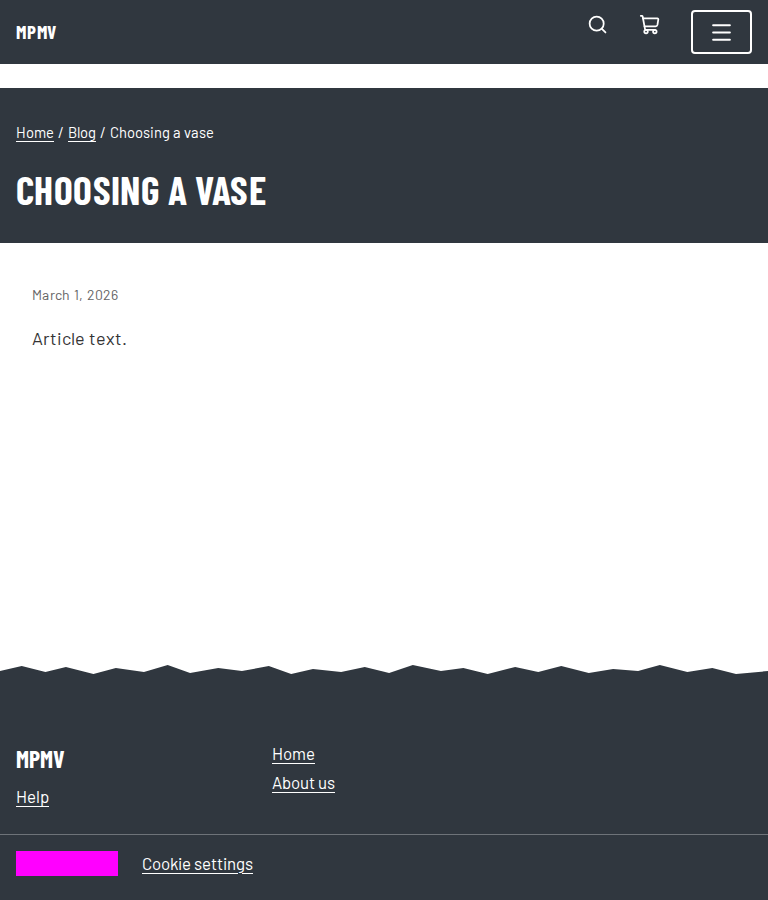 MPMV
Home / Blog / Choosing a vase
CHOOSING A VASE
March 1, 2026
Article text.
MPMV
Help
Home
About us
Cookie settings